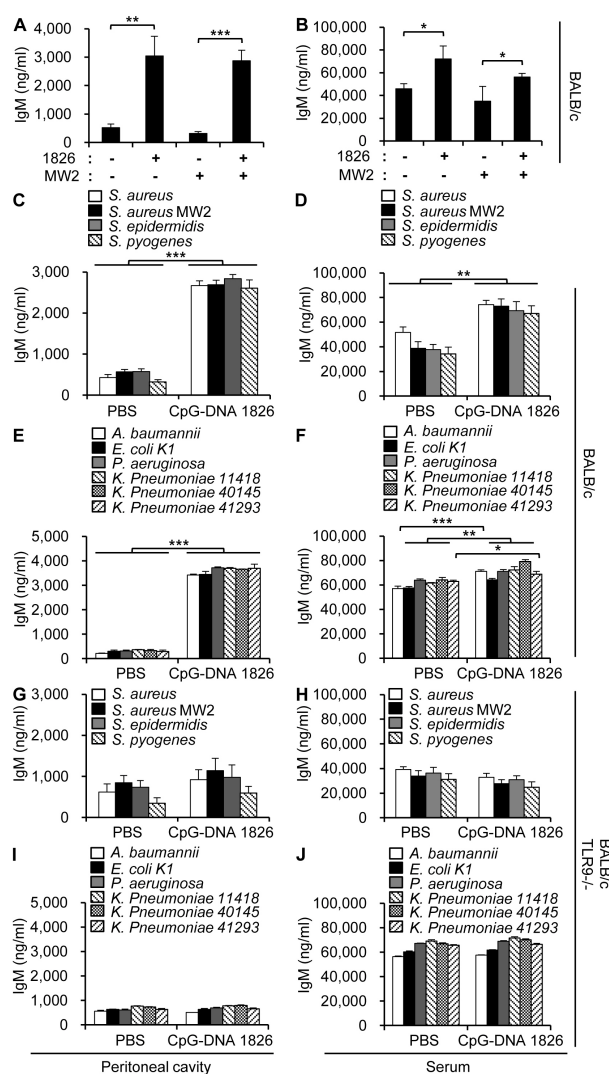 A
IgM (ng/ml)
4,000
3,000
2,000
1,000
0
**
***
1826 : - + - +
MW2 : - - + +
B
IgM (ng/ml)
100,000
80,000
60,000
40,000
20,000
0
*
*
- + - +
- - + +
BALB/c
C
S. aureus
S. aureus MW2
S. epidermidis
S. pyogenes
IgM (ng/ml)
3,000
2,000
1,000
0
***
PBS CpG-DNA 1826
D
S. aureus
S. aureus MW2
S. epidermidis
S. pyogenes
IgM (ng/ml)
100,000
80,000
60,000
40,000
20,000
0
**
PBS CpG-DNA 1826
E
A. baumannii
E. coli K1
P. aeruginosa
K. Pneumoniae 11418
K. Pneumoniae 40145
K. Pneumoniae 41293
IgM (ng/ml)
5,000
4,000
3,000
2,000
1,000
0
***
PBS CpG-DNA 1826
F
A. baumannii
E. coli K1
P. aeruginosa
K. Pneumoniae 11418
K. Pneumoniae 40145
K. Pneumoniae 41293
IgM (ng/ml)
100,000
80,000
60,000
40,000
20,000
0
***
**
*
PBS CpG-DNA 1826
BALB/c
G
S. aureus
S. aureus MW2
S. epidermidis
S. pyogenes
IgM (ng/ml)
3,000
2,000
1,000
0
PBS CpG-DNA 1826
H
S. aureus
S. aureus MW2
S. epidermidis
S. pyogenes
IgM (ng/ml)
100,000
80,000
60,000
40,000
20,000
0
PBS CpG-DNA 1826
I
A. baumannii
E. coli K1
P. aeruginosa
K. Pneumoniae 11418
K. Pneumoniae 40145
K. Pneumoniae 41293
IgM (ng/ml)
5,000
4,000
3,000
2,000
1,000
0
PBS CpG-DNA 1826
J
A. baumannii
E. coli K1
P. aeruginosa
K. Pneumoniae 11418
K. Pneumoniae 40145
K. Pneumoniae 41293
IgM (ng/ml)
100,000
80,000
60,000
40,000
20,000
0
PBS CpG-DNA 1826
BALB/c
TLR9-/-
Peritoneal cavity
Serum